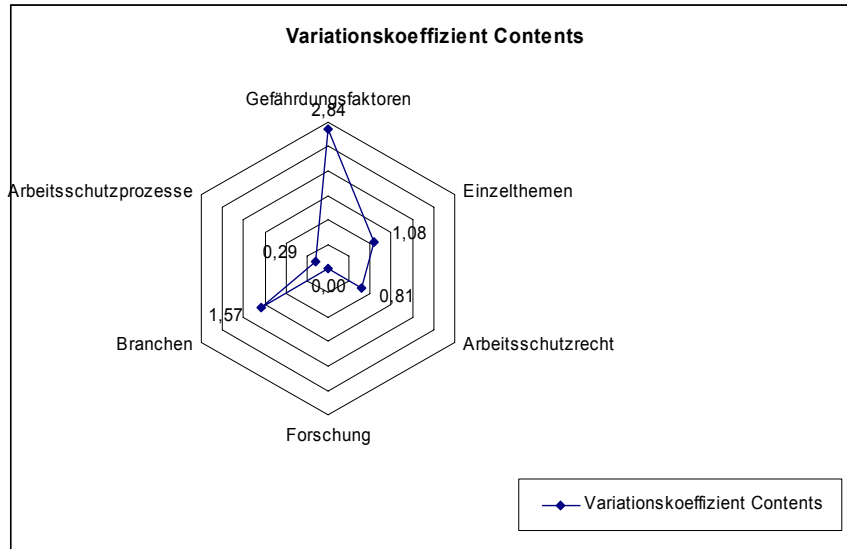 Variationskoeffizient Contents
Gefährdungsfaktoren
2,84
Arbeitsschutzprozesse
Einzelthemen
1,08
0,29
0,00
0,81
1,57
Branchen
Arbeitsschutzrecht
Forschung
Variationskoeffizient Contents